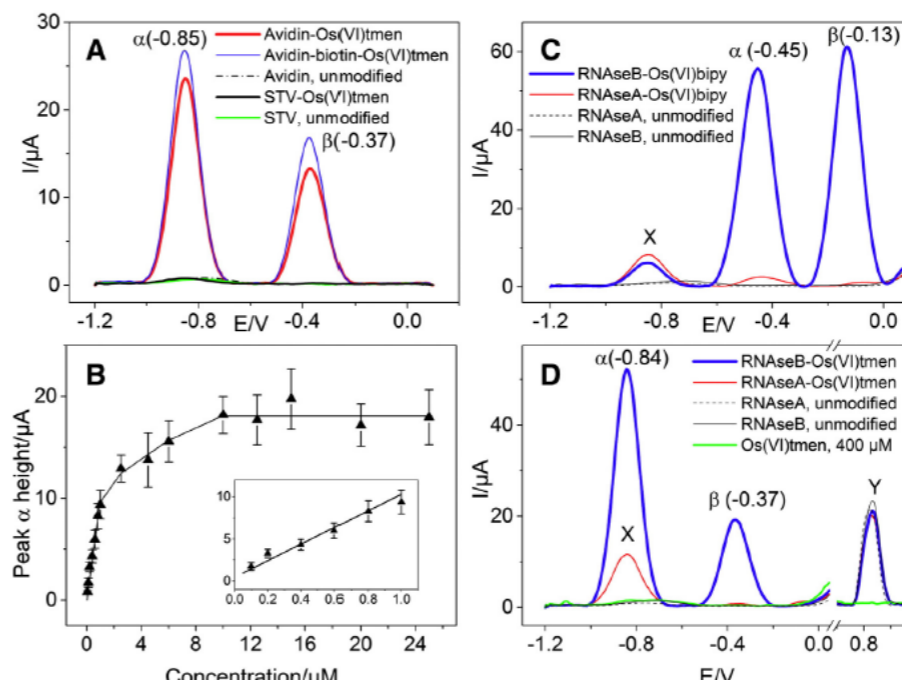 A
α(-0.85)
Avidin-Os(VI)tmen
Avidin-biotin-Os(VI)tmen
Avidin, unmodified
STV-Os(VI)tmen
STV, unmodified
β(-0.37)
I/µA
30
20
10
0
-1.2
-0.8
-0.4
0.0
E/V
C
RNAseB-Os(VI)bipy
RNAseA-Os(VI)bipy
RNAseA, unmodified
RNAseB, unmodified
α (-0.45)
β(-0.13)
X
I/µA
60
40
20
0
-1.2
-0.8
-0.4
0.0
E/V
B
Peak α height/µA
20
10
0
0
4
8
12
16
20
24
Concentration/µM
10
5
0
0.0
0.2
0.4
0.6
0.8
1.0
D
α(-0.84)
RNAseB-Os(VI)tmen
RNAseA-Os(VI)tmen
RNAseA, unmodified
RNAseB, unmodified
Os(VI)tmen, 400 µM
β (-0.37)
X
Y
I/µA
40
20
0
-1.2
-0.8
-0.4
0.0
0.8
E/V